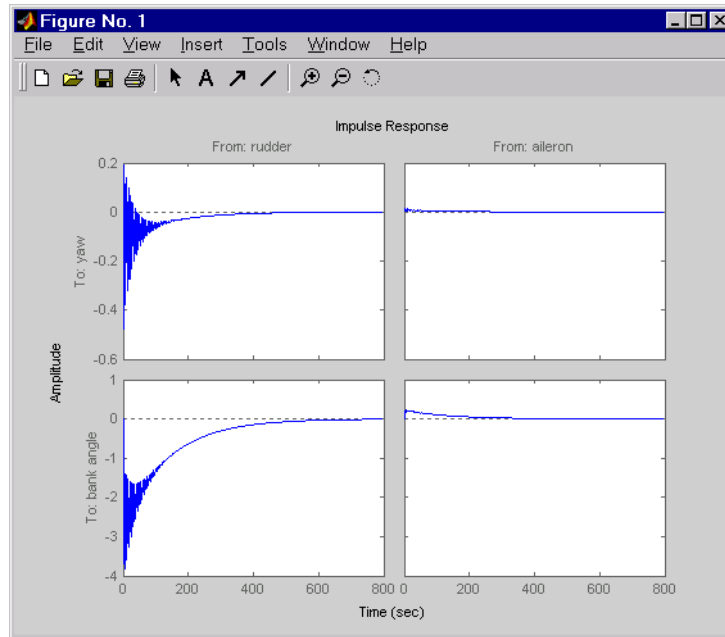 Figure No. 1
File Edit View Insert Tools Window Help
A
Impulse Response
From: rudder From: aileron
0.2
0
-0.2
-0.4
-0.6
To: yaw
Amplitude
1
0
-1
-2
-3
-4
To: bank angle
0 200 400 600 800 0 200 400 600 800
Time (sec)